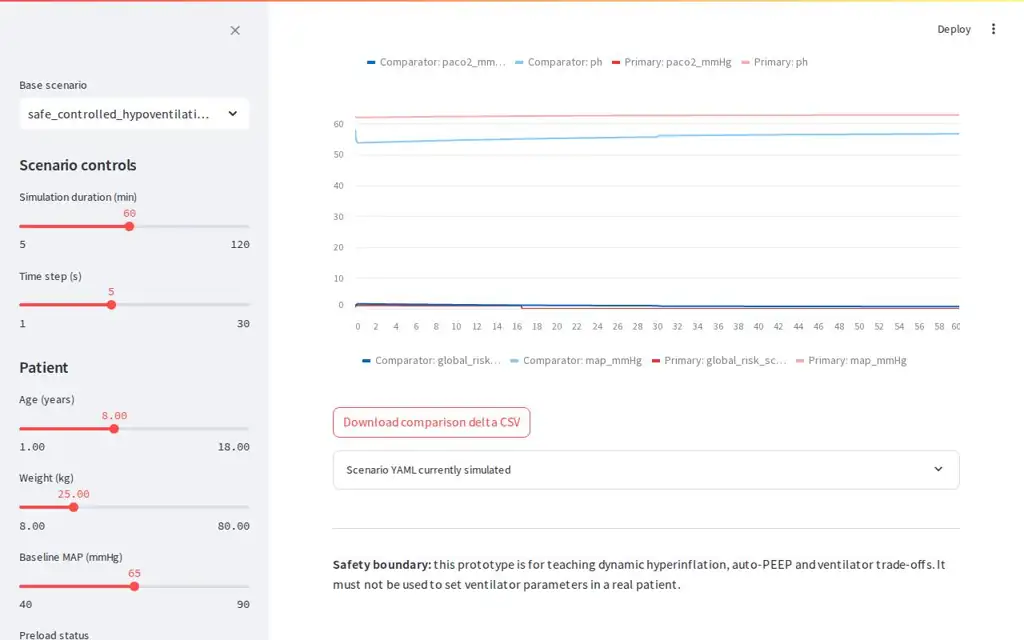 Deploy
Base scenario
safe_controlled_hypoventilati...
Scenario controls
Simulation duration (min)
60
5 120
Time step (s)
5
1 30
Patient
Age (years)
8.00
1.00 18.00
Weight (kg)
25.00
8.00 80.00
Baseline MAP (mmHg)
65
40 90
Preload status
Comparator: paco2_mm... Comparator: ph Primary: paco2_mmHg Primary: ph
60
50
40
30
20
10
0
0 2 4 6 8 10 12 14 16 18 20 22 24 26 28 30 32 34 36 38 40 42 44 46 48 50 52 54 56 58 60
Comparator: global_risk... Comparator: map_mmHg Primary: global_risk_sc... Primary: map_mmHg
Download comparison delta CSV
Scenario YAML currently simulated
Safety boundary: this prototype is for teaching dynamic hyperinflation, auto-PEEP and ventilator trade-offs. It
must not be used to set ventilator parameters in a real patient.